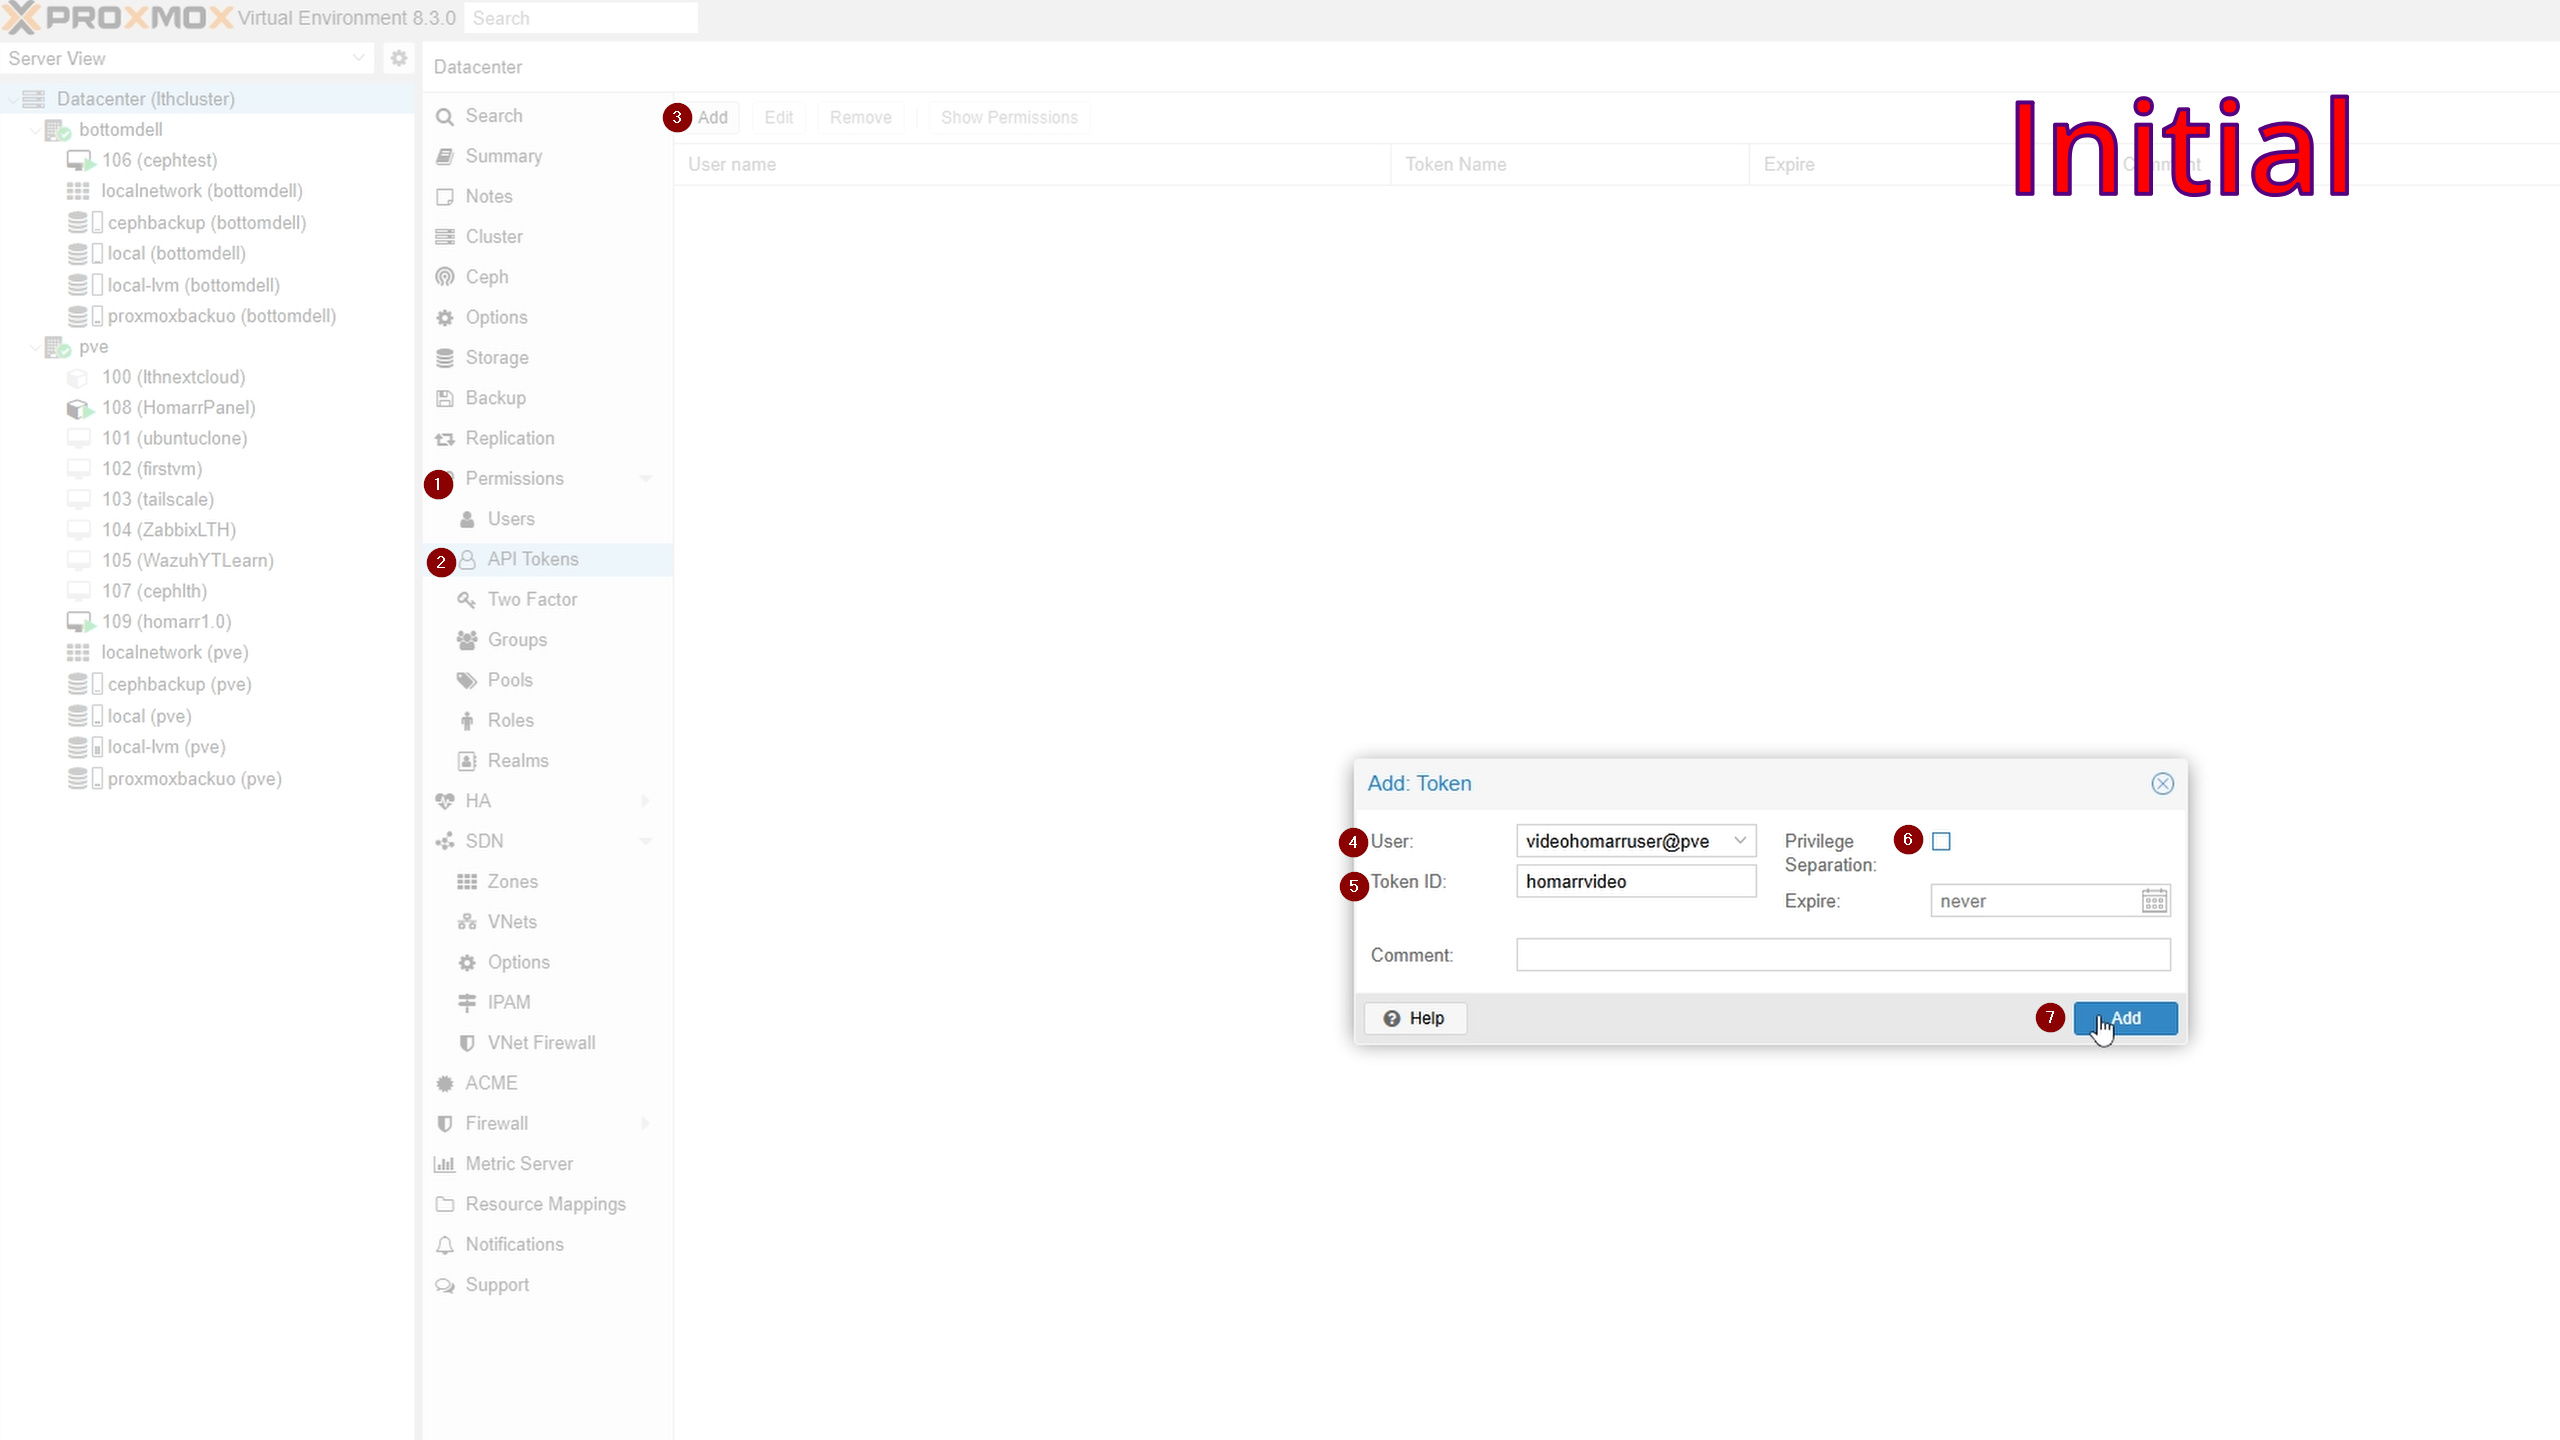 PROXMOX Virtual Environment 8.3.0 Search
Server View
Datacenter (lthcluster)
bottomdell
106 (cephtest)
localnetwork (bottomdell)
cephbackup (bottomdell)
local (bottomdell)
local-lvm (bottomdell)
proxmoxbackuo (bottomdell)
pve
100 (lthnextcloud)
108 (HomarrPanel)
101 (ubuntuclone)
102 (firstvm)
103 (tailscale)
104 (ZabbixLTH)
105 (WazuhYTLearn)
107 (cephlth)
109 (homarr1.0)
localnetwork (pve)
cephbackup (pve)
local (pve)
local-lvm (pve)
proxmoxbackuo (pve)
Datacenter
Search
Summary
Notes
Cluster
Ceph
Options
Storage
Backup
Replication
1 Permissions
Users
2 API Tokens
Two Factor
Groups
Pools
Roles
Realms
HA
SDN
Zones
VNets
Options
IPAM
VNet Firewall
ACME
Firewall
Metric Server
Resource Mappings
Notifications
Support
3 Add Edit Remove Show Permissions
Initial
User name Token Name Expire Comment
Add: Token
4 User: videohomarruser@pve
5 Token ID: homarrvideo
Privilege 6
Separation:
Expire: never
Comment:
Help 7 Add